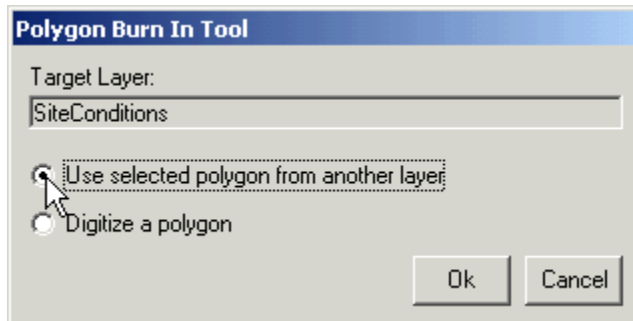 Polygon Burn In Tool
Target Layer:
SiteConditions
Use selected polygon from another layer
Digitize a polygon
Ok Cancel